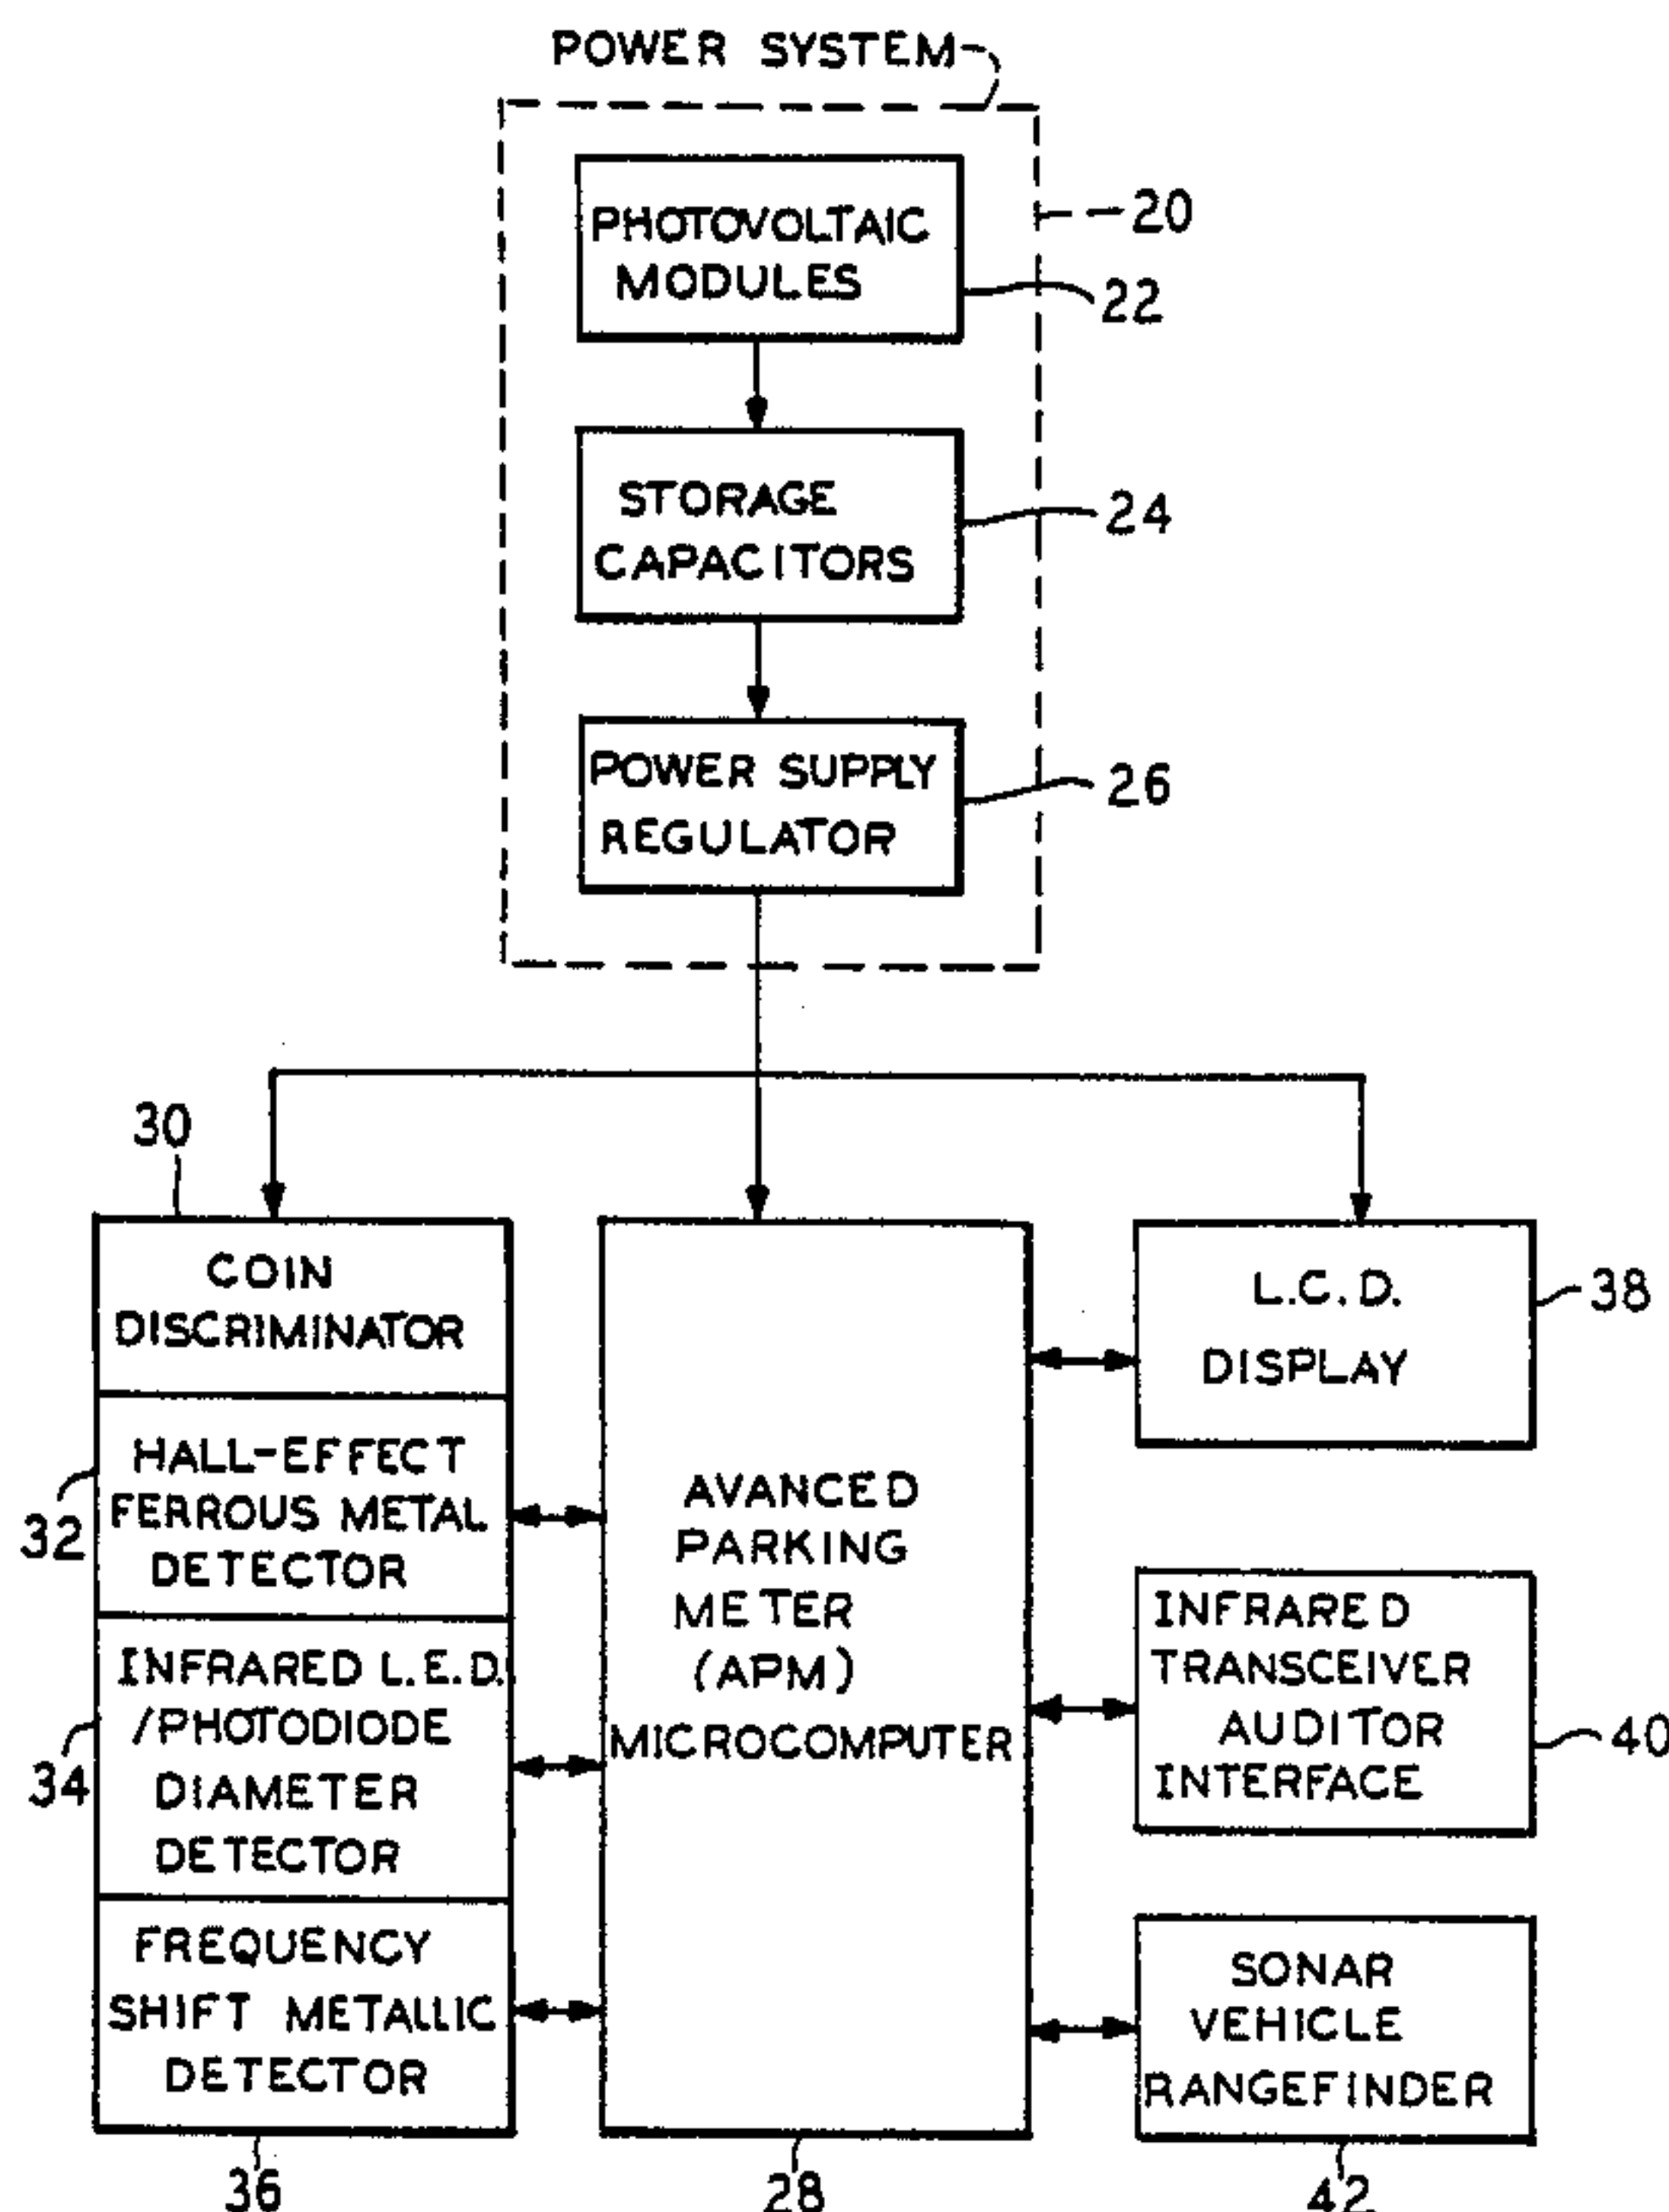 POWER SYSTEM
PHOTOVOLTAIC
MODULES
20
22
STORAGE
CAPACITORS
24
POWER SUPPLY
REGULATOR
26
30
COIN
DISCRIMINATOR
HALL-EFFECT
FERROUS METAL
DETECTOR
32
INFRARED L.E.D.
/PHOTODIODE
DIAMETER
DETECTOR
34
FREQUENCY
SHIFT METALLIC
DETECTOR
36
AVANCED
PARKING
METER
(APM)
MICROCOMPUTER
28
L.C.D.
DISPLAY
38
INFRARED
TRANSCEIVER
AUDITOR
INTERFACE
40
SONAR
VEHICLE
RANGEFINDER
42